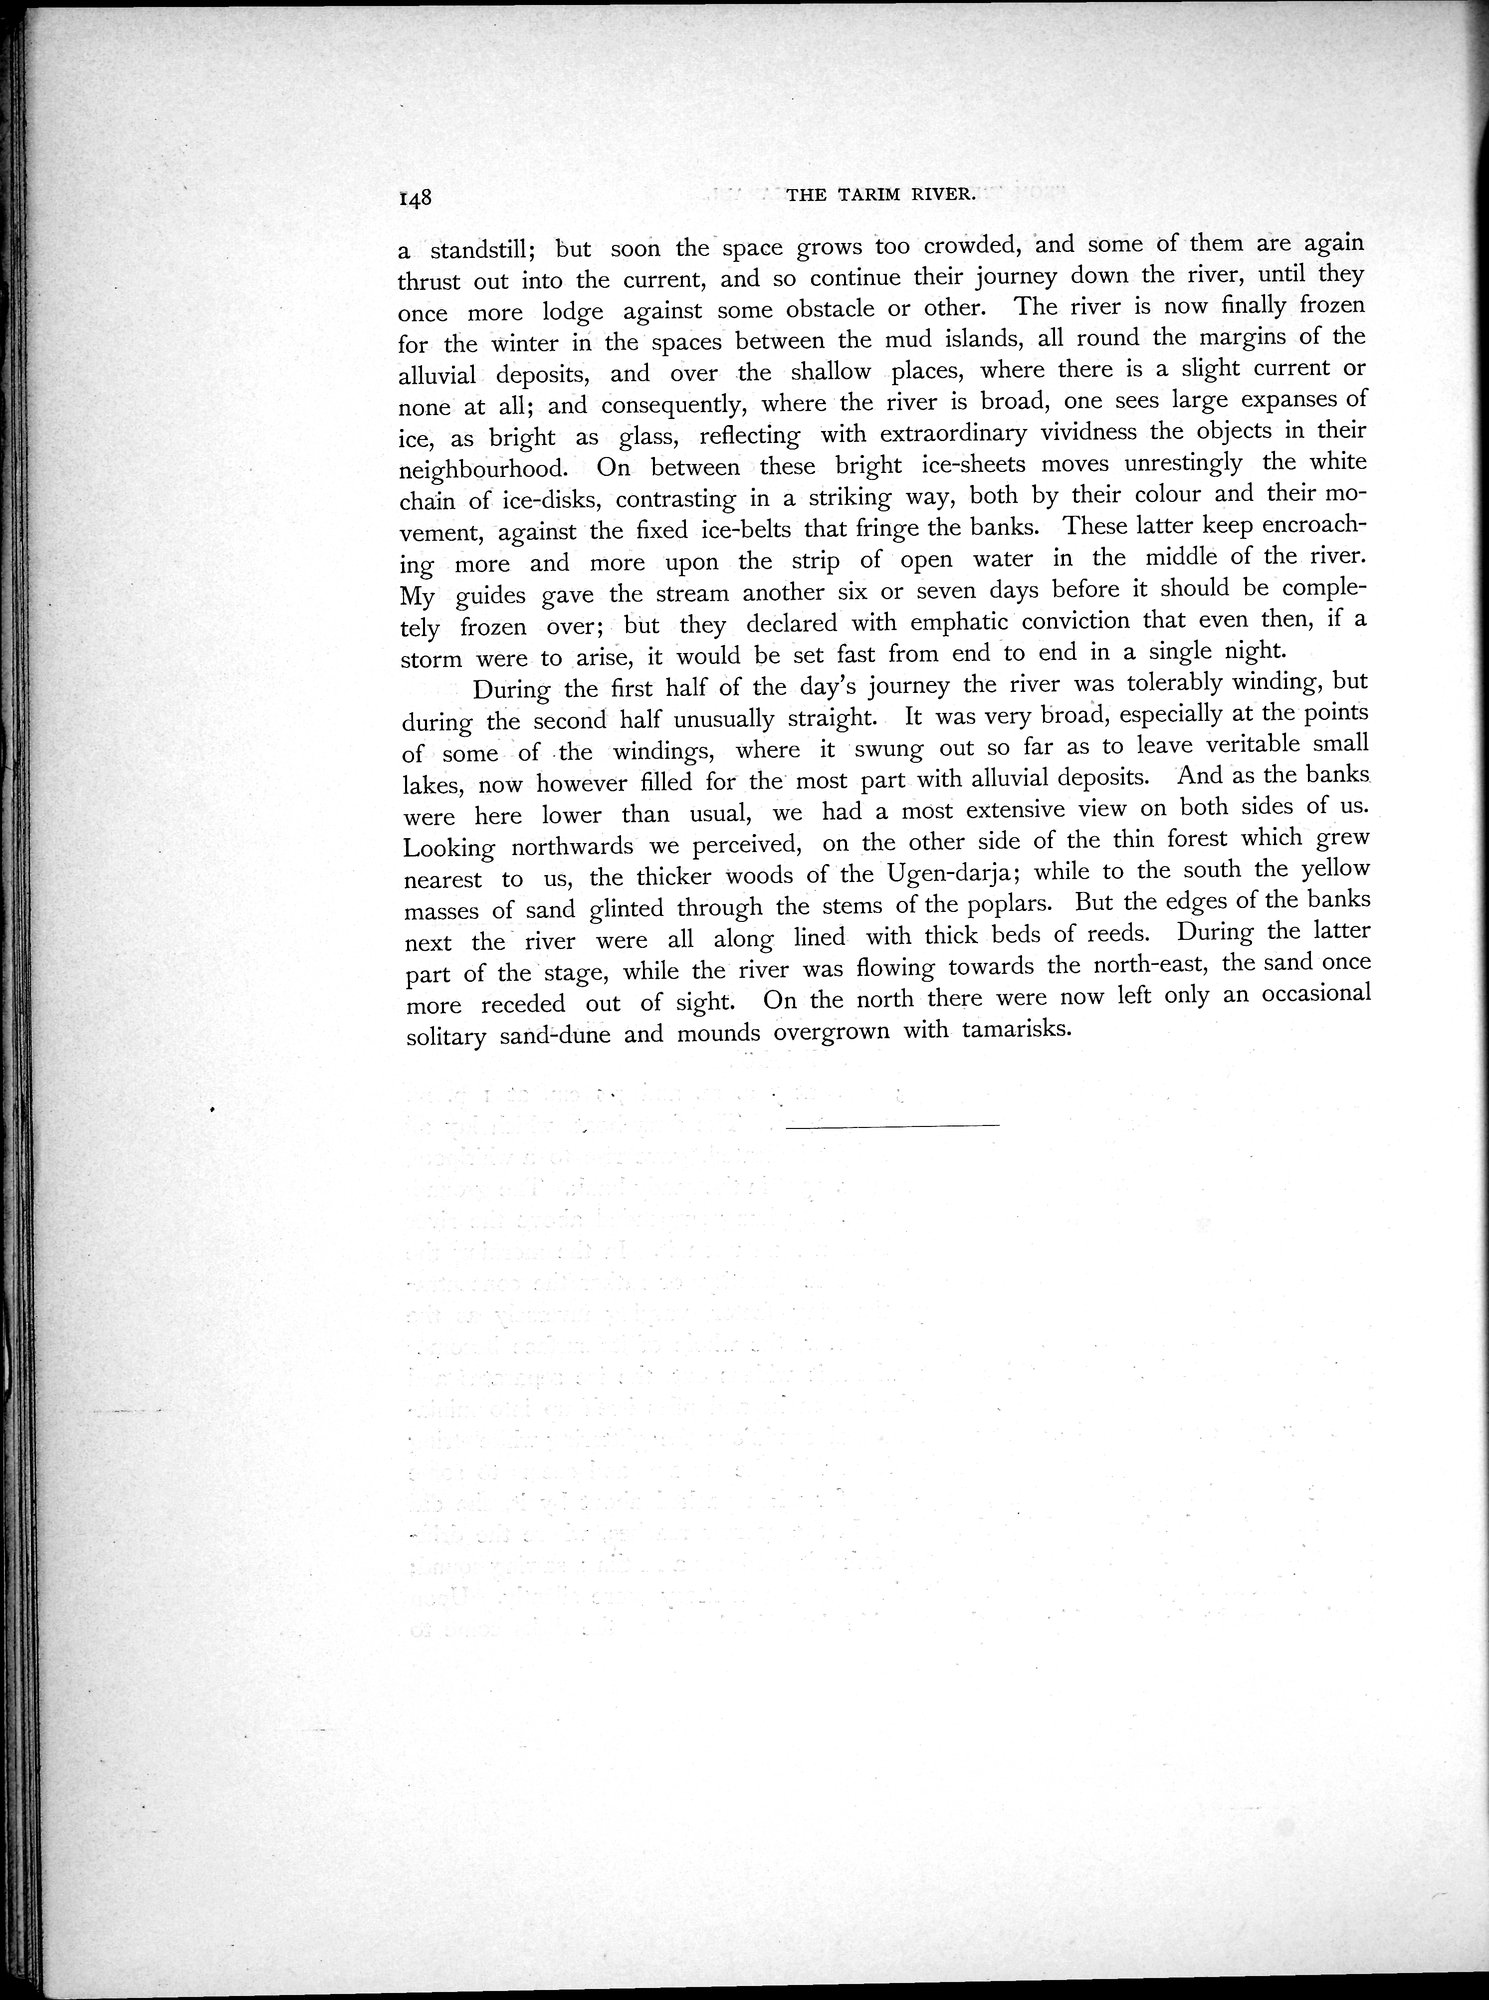 148
THE TARIM RIVER.
a standstill; but soon the space grows too crowded, and some of them are again
thrust out into the current, and so continue their journey down the river, until they
once more lodge against some obstacle or other. The river is now finally frozen
for the winter in the spaces between the mud islands, all round the margins of the
alluvial deposits, and over the shallow places, where there is a slight current or
none at all; and consequently, where the river is broad, one sees large expanses of
ice, as bright as glass, reflecting with extraordinary vividness the objects in their
neighbourhood. On between these bright ice-sheets moves unrestingly the white
chain of ice-disks, contrasting in a striking way, both by their colour and their mo-
vement, against the fixed ice-belts that fringe the banks. These latter keep encroach-
ing more and more upon the strip of open water in the middle of the river.
My guides gave the stream another six or seven days before it should be comple-
tely frozen over; but they declared with emphatic conviction that even then, if a
storm were to arise, it would be set fast from end to end in a single night.
During the first half of the day's journey the river was tolerably winding, but
during the second half unusually straight. It was very broad, especially at the points
of some of the windings, where it swung out so far as to leave veritable small
lakes, now however filled for the most part with alluvial deposits. And as the banks
were here lower than usual, we had a most extensive view on both sides of us.
Looking northwards we perceived, on the other side of the thin forest which grew
nearest to us, the thicker woods of the Ugen-darja; while to the south the yellow
masses of sand glinted through the stems of the poplars. But the edges of the banks
next the river were all along lined with thick beds of reeds. During the latter
part of the stage, while the river was flowing towards the north-east, the sand once
more receded out of sight. On the north there were now left only an occasional
solitary sand-dune and mounds overgrown with tamarisks.